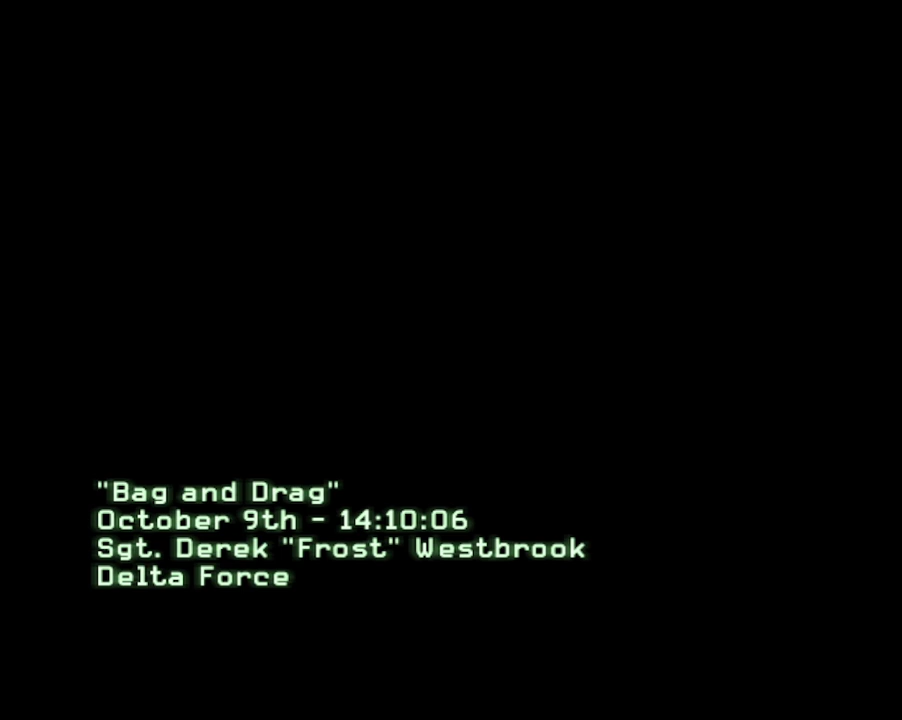 "Bag and Drag"
October 9th - 14:10:06
Sgt. Derek "Frost" Westbrook
Delta Force